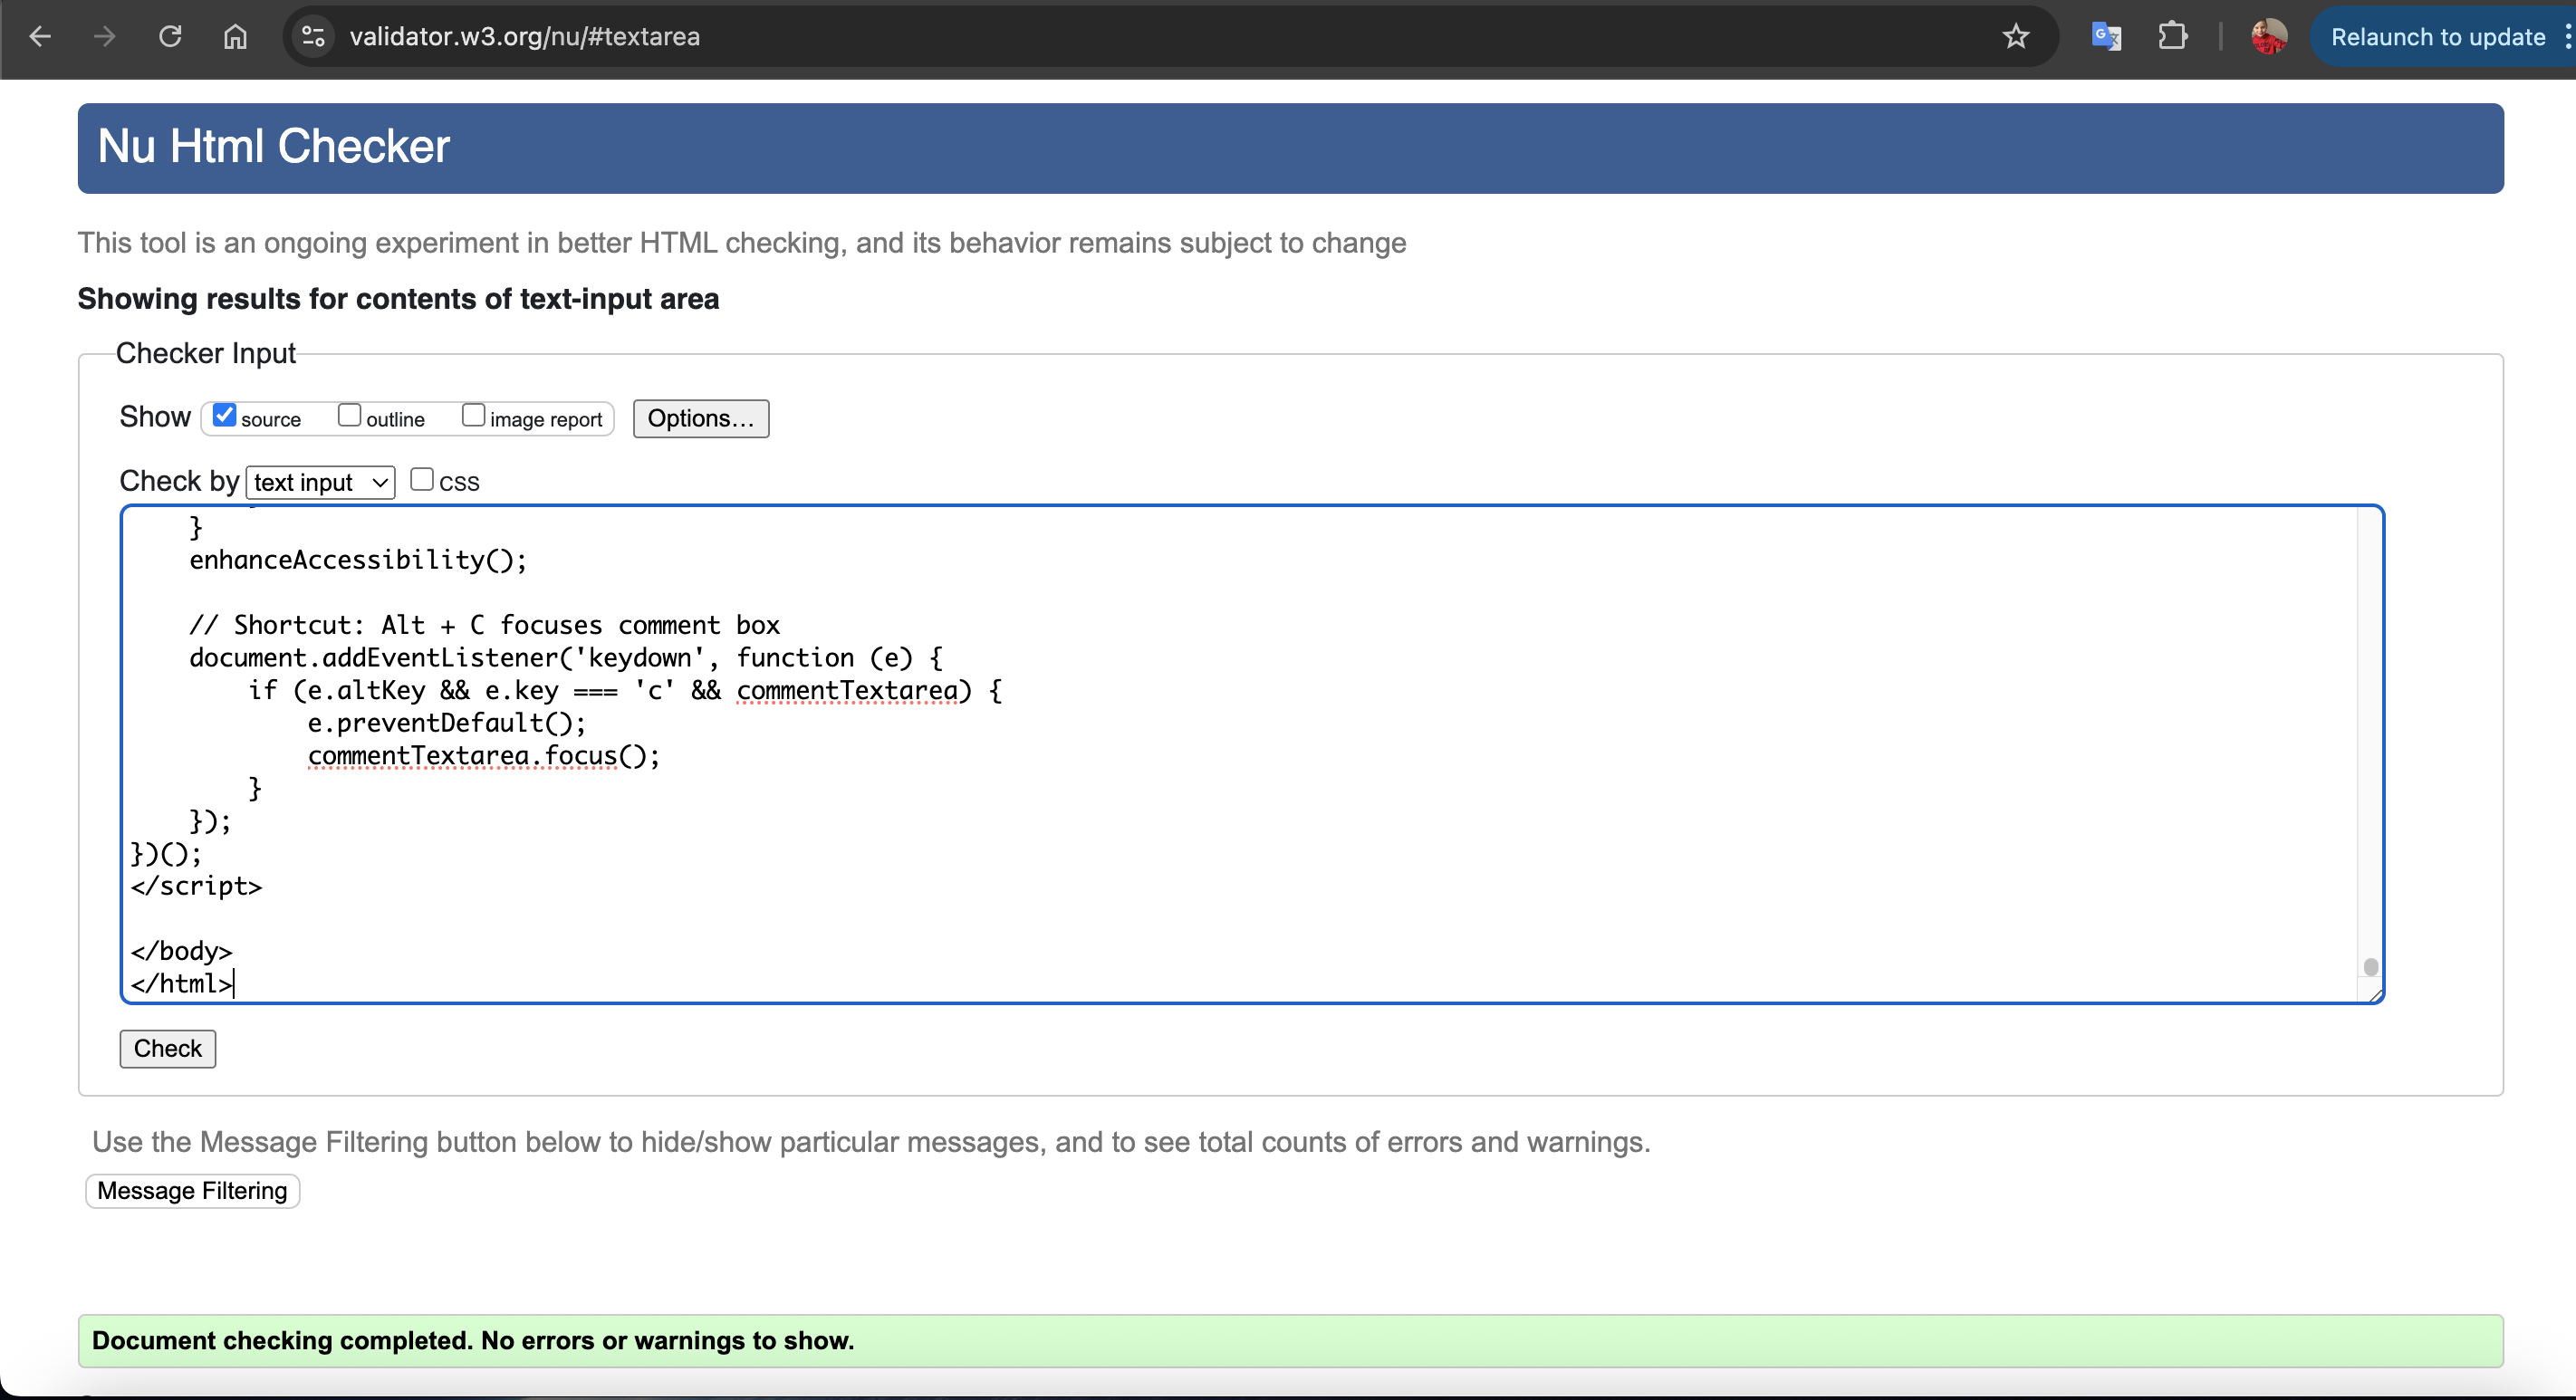 validator.w3.org/nu/#textarea
Relaunch to update
Nu Html Checker
This tool is an ongoing experiment in better HTML checking, and its behavior remains subject to change
Showing results for contents of text-input area
Checker Input
Show source outline image report Options...
Check by text input CSS
}
enhanceAccessibility();
// Shortcut: Alt + C focuses comment box
document.addEventListener('keydown', function (e) {
if (e.altKey && e.key === 'c' && commentTextarea) {
e.preventDefault();
commentTextarea.focus();
}
});
})();
</script>
</body>
</html>
Check
Use the Message Filtering button below to hide/show particular messages, and to see total counts of errors and warnings.
Message Filtering
Document checking completed. No errors or warnings to show.